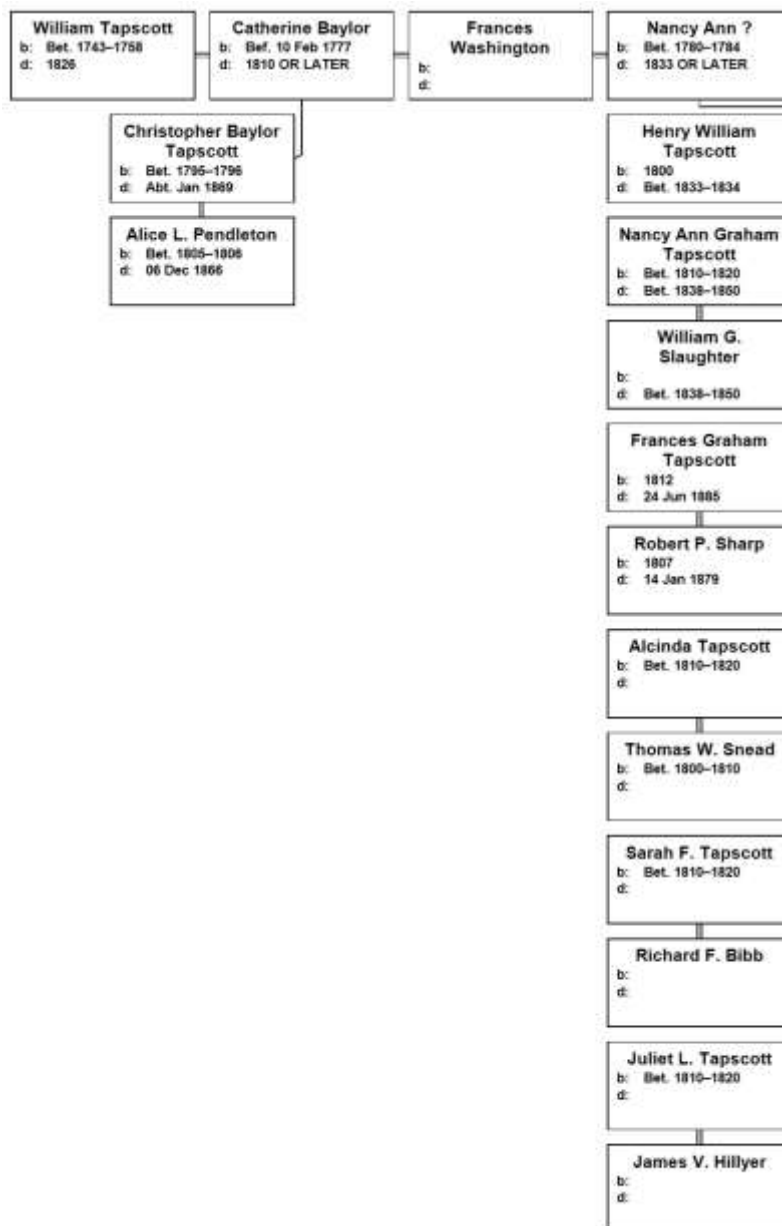 William Tapscott
b: Bet. 1743–1758
d: 1826
Catherine Baylor
b: Bef. 10 Feb 1777
d: 1810 OR LATER
Frances
Washington
b:
d:
Nancy Ann ?
b: Bet. 1780–1784
d: 1833 OR LATER
Christopher Baylor
Tapscott
b: Bet. 1795–1796
d: Abt. Jan 1869
Alice L. Pendleton
b: Bet. 1805–1806
d: 06 Dec 1866
Henry William
Tapscott
b: 1800
d: Bet. 1833–1834
Nancy Ann Graham
Tapscott
b: Bet. 1810–1820
d: Bet. 1838–1850
William G.
Slaughter
b:
d: Bet. 1838–1850
Frances Graham
Tapscott
b: 1812
d: 24 Jun 1885
Robert P. Sharp
b: 1807
d: 14 Jan 1879
Alcinda Tapscott
b: Bet. 1810–1820
d:
Thomas W. Snead
b: Bet. 1800–1810
d:
Sarah F. Tapscott
b: Bet. 1810–1820
d:
Richard F. Bibb
b:
d:
Juliet L. Tapscott
b: Bet. 1810–1820
d:
James V. Hillyer
b:
d: